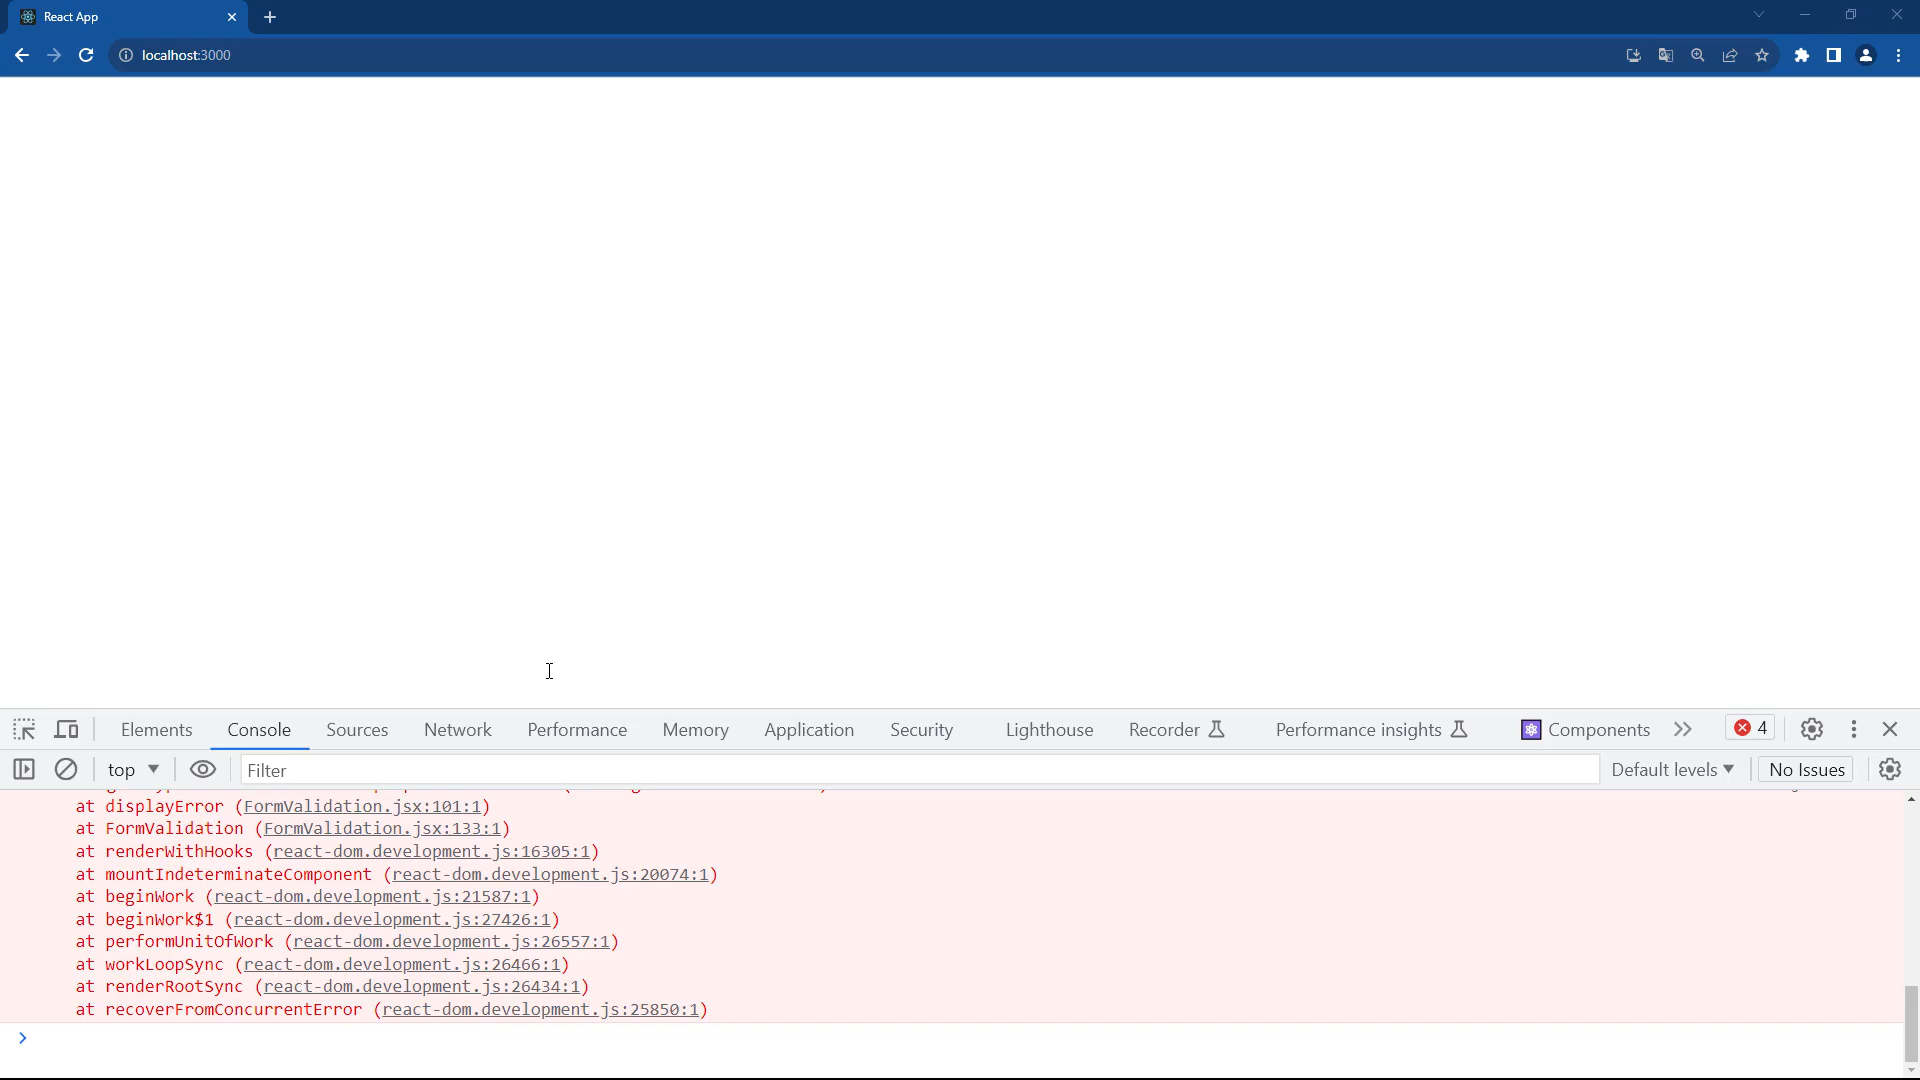 React App
localhost:3000
Elements Console Sources Network Performance Memory Application Security Lighthouse Recorder Performance insights Components 4
top Filter Default levels No Issues
at displayError (FormValidation.jsx:101:1)
at FormValidation (FormValidation.jsx:133:1)
at renderWithHooks (react-dom.development.js:16305:1)
at mountIndeterminateComponent (react-dom.development.js:20074:1)
at beginWork (react-dom.development.js:21587:1)
at beginWork$1 (react-dom.development.js:27426:1)
at performUnitOfWork (react-dom.development.js:26557:1)
at workLoopSync (react-dom.development.js:26466:1)
at renderRootSync (react-dom.development.js:26434:1)
at recoverFromConcurrentError (react-dom.development.js:25850:1)